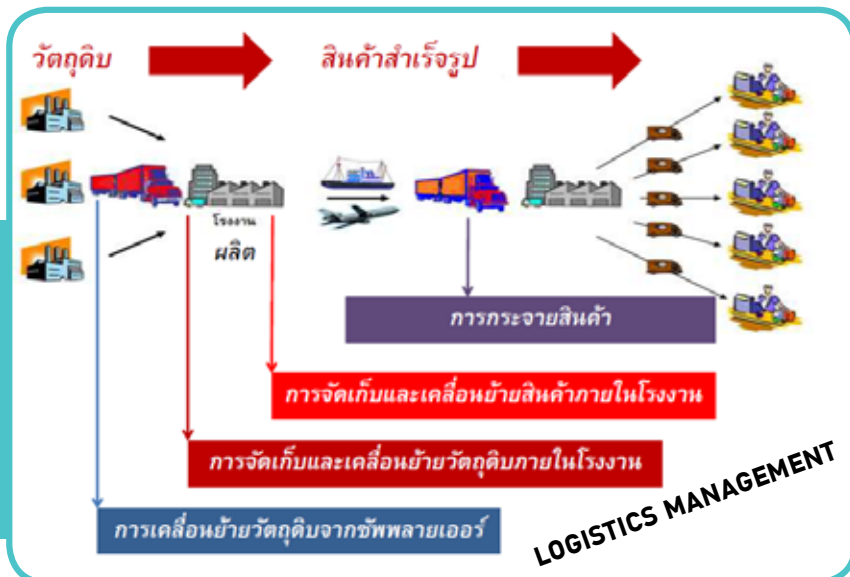 วัตถุดิบ
สินค้าสำเร็จรูป
โรงงาน
ผลิต
การกระจายสินค้า
การจัดเก็บและเคลื่อนย้ายสินค้าภายในโรงงาน
การจัดเก็บและเคลื่อนย้ายวัตถุดิบภายในโรงงาน
การเคลื่อนย้ายวัตถุดิบจากซัพพลายเออร์
LOGISTICS MANAGEMENT